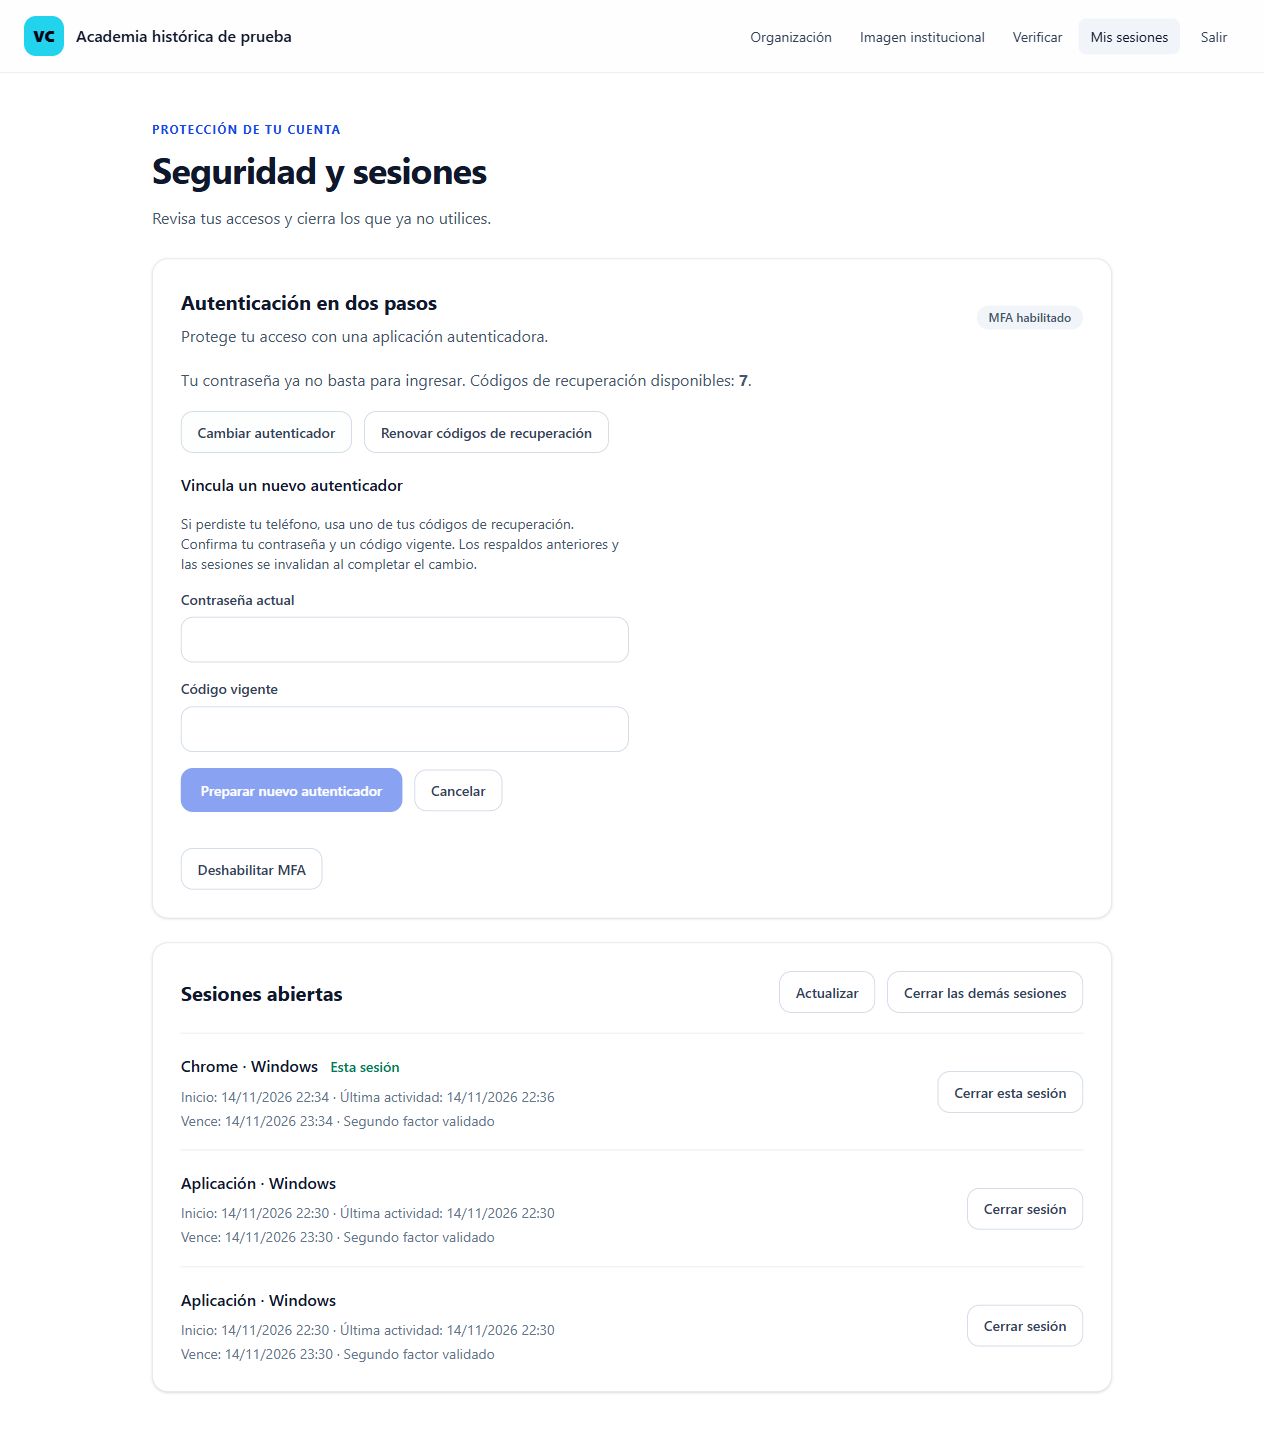 VC
Academia histórica de prueba
Organización
Imagen institucional
Verificar
Mis sesiones
Salir
PROTECCIÓN DE TU CUENTA
Seguridad y sesiones
Revisa tus accesos y cierra los que ya no utilices.
Autenticación en dos pasos
MFA habilitado
Protege tu acceso con una aplicación autenticadora.
Tu contraseña ya no basta para ingresar. Códigos de recuperación disponibles: 7.
Cambiar autenticador
Renovar códigos de recuperación
Vincula un nuevo autenticador
Si perdiste tu teléfono, usa uno de tus códigos de recuperación.
Confirma tu contraseña y un código vigente. Los respaldos anteriores y
las sesiones se invalidan al completar el cambio.
Contraseña actual
Código vigente
Preparar nuevo autenticador
Cancelar
Deshabilitar MFA
Sesiones abiertas
Actualizar
Cerrar las demás sesiones
Chrome · Windows Esta sesión
Inicio: 14/11/2026 22:34 · Última actividad: 14/11/2026 22:36
Vence: 14/11/2026 23:34 · Segundo factor validado
Cerrar esta sesión
Aplicación · Windows
Inicio: 14/11/2026 22:30 · Última actividad: 14/11/2026 22:30
Vence: 14/11/2026 23:30 · Segundo factor validado
Cerrar sesión
Aplicación · Windows
Inicio: 14/11/2026 22:30 · Última actividad: 14/11/2026 22:30
Vence: 14/11/2026 23:30 · Segundo factor validado
Cerrar sesión